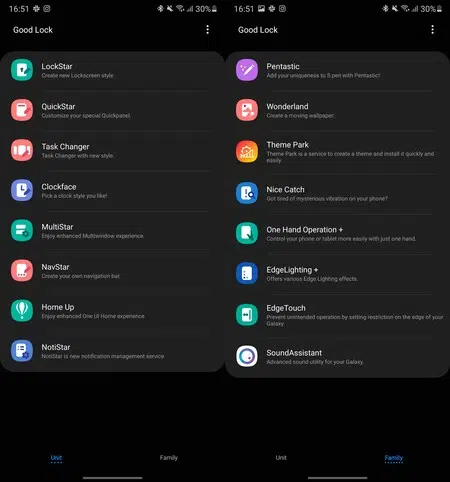 16:51
30%
Good Lock
LockStar
Create new Lockscreen style.
QuickStar
Customize your special Quickpanel.
Task Changer
Task Changer with new style.
Clockface
Pick a clock style you like!
MultiStar
Enjoy enhanced Multiwindow experience.
NavStar
Create your own navigation bar.
Home Up
Enjoy enhanced One UI Home experience
NotiStar
NotiStar is new notification management service
Unit
Family
16:51
30%
Good Lock
Pentastic
Add your uniqueness to S pen with Pentastic!
Wonderland
Create a moving wallpaper.
Theme Park
Theme Park is a service to create a theme and install it quickly and
easily.
Nice Catch
Got tired of mysterious vibration on your phone?
One Hand Operation +
Control your phone or tablet more easily with just one hand.
EdgeLighting +
Offers various Edge Lighting effects.
EdgeTouch
Prevent unintended operation by setting restriction on the edge of your
Galaxy
SoundAssistant
Advanced sound utility for your Galaxy.
Unit
Family